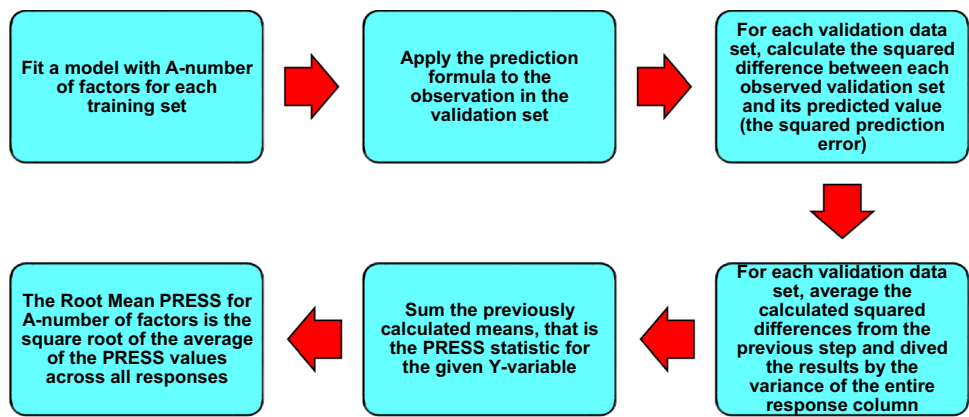 Fit a model with A-number
of factors for each
training set
Apply the prediction
formula to the
observation in the
validation set
For each validation data
set, calculate the squared
difference between each
observed validation set
and its predicted value
(the squared prediction
error)
For each validation data
set, average the
calculated squared
differences from the
previous step and dived
the results by the
variance of the entire
response column
Sum the previously
calculated means, that is
the PRESS statistic for
the given Y-variable
The Root Mean PRESS for
A-number of factors is the
square root of the average
of the PRESS values
across all responses